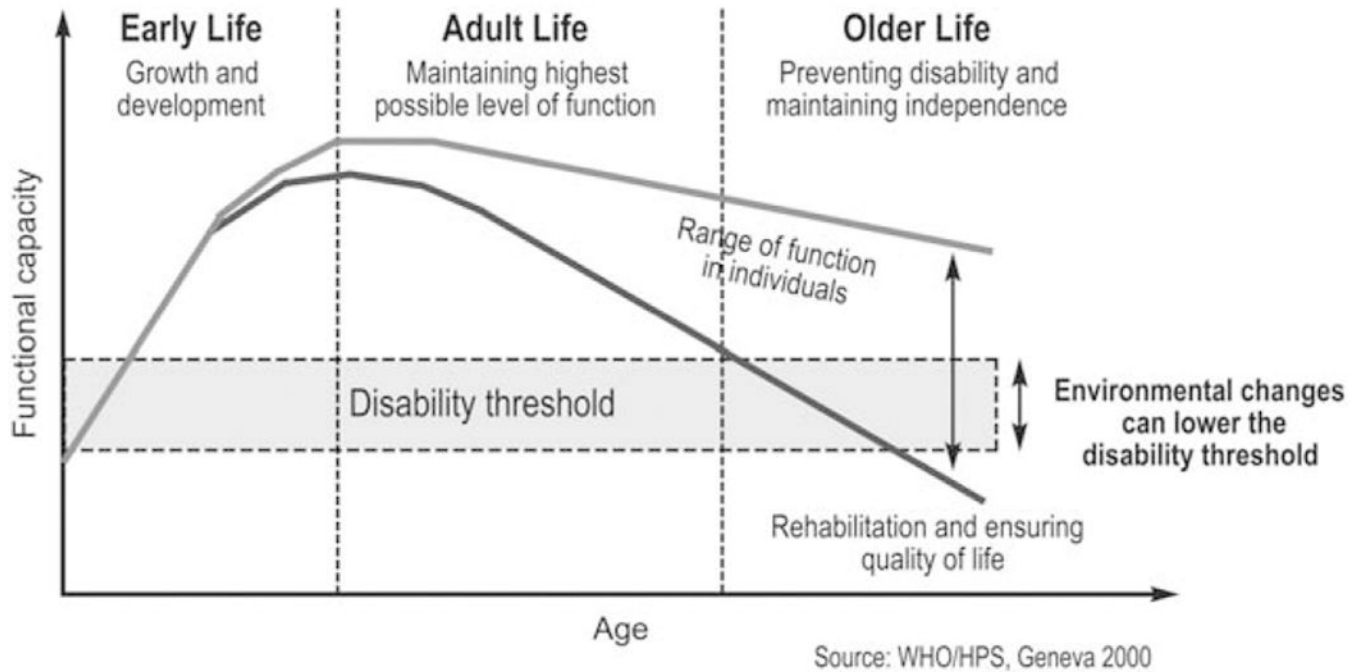 Early Life
Growth and
development
Adult Life
Maintaining highest
possible level of function
Older Life
Preventing disability and
maintaining independence
Functional capacity
Range of function
in individuals
Disability threshold
Environmental changes
can lower the
disability threshold
Rehabilitation and ensuring
quality of life
Age
Source: WHO/HPS, Geneva 2000